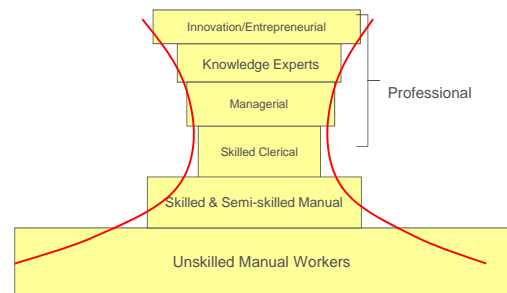 Innovation/Entrepreneurial
Knowledge Experts
Professional
Managerial
Skilled Clerical
Skilled & Semi-skilled Manual
Unskilled Manual Workers